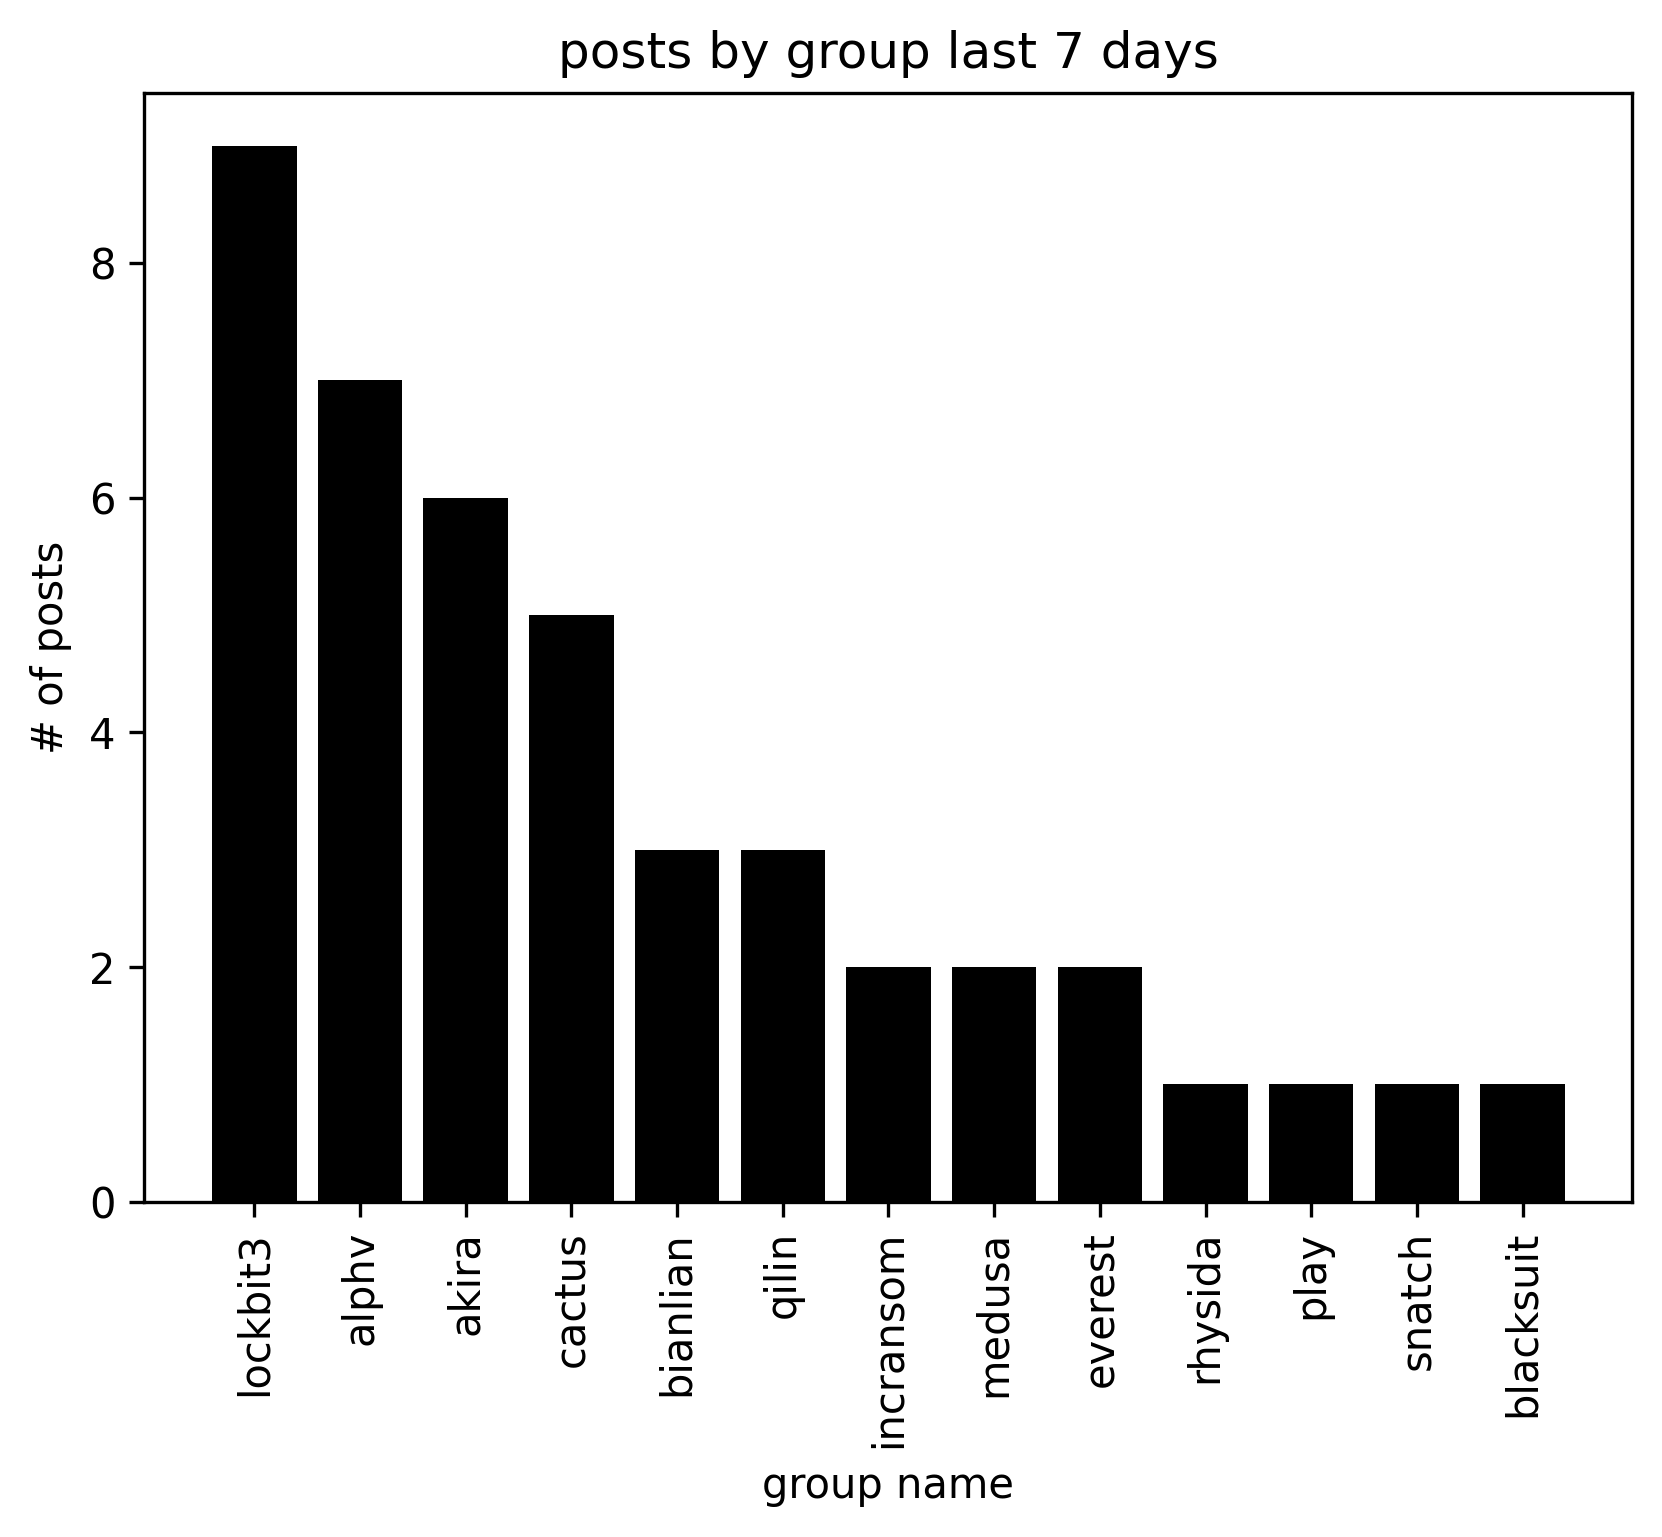 posts by group last 7 days
# of posts
8
6
4
2
0
lockbit3
alphv
akira
cactus
bianlian
qilin
incransom
medusa
everest
rhysida
play
snatch
blacksuit
group name